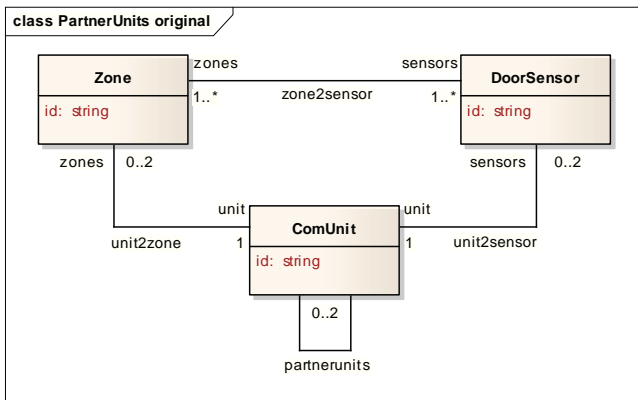 class PartnerUnits original
zones
sensors
Zone
DoorSensor
id: string
1..*
zone2sensor
1..*
id: string
zones
0..2
sensors
0..2
unit
unit
ComUnit
unit2zone
1
1
unit2sensor
id: string
0..2
partnerunits